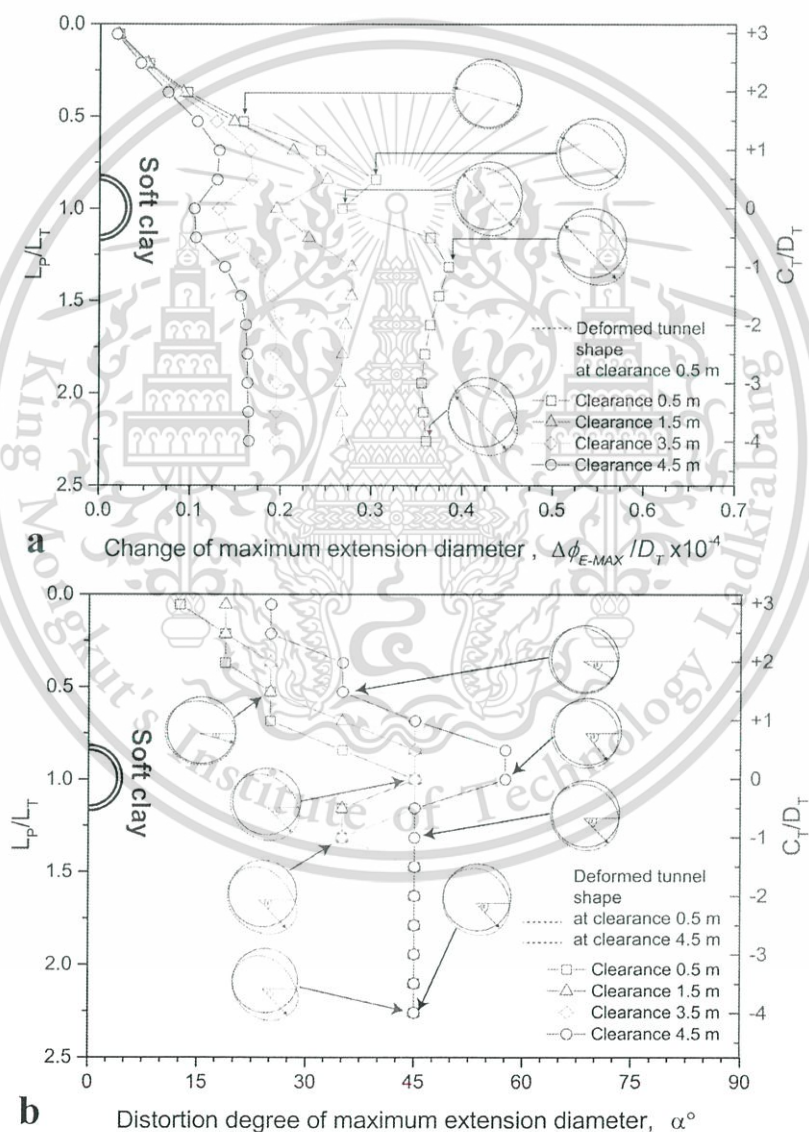 0.0
0.5
1.0
1.5
2.0
2.5
L_P/L_T
Soft clay
+3
+2
+1
0
-1
-2
-3
-4
C_T/D_T
Deformed tunnel
shape
at clearance 0.5 m
Clearance 0.5 m
Clearance 1.5 m
Clearance 3.5 m
Clearance 4.5 m
0.0 0.1 0.2 0.3 0.4 0.5 0.6 0.7
a
Change of maximum extension diameter , Δϕ_E-MAX /D_T x10⁻⁴
0.0
0.5
1.0
1.5
2.0
2.5
L_P/L_T
Soft clay
+3
+2
+1
0
-1
-2
-3
-4
C_T/D_T
Deformed tunnel
shape
at clearance 0.5 m
at clearance 4.5 m
Clearance 0.5 m
Clearance 1.5 m
Clearance 3.5 m
Clearance 4.5 m
0 15 30 45 60 75 90
b
Distortion degree of maximum extension diameter, α°
King Mongkut's Institute of Technology Ladkrabang